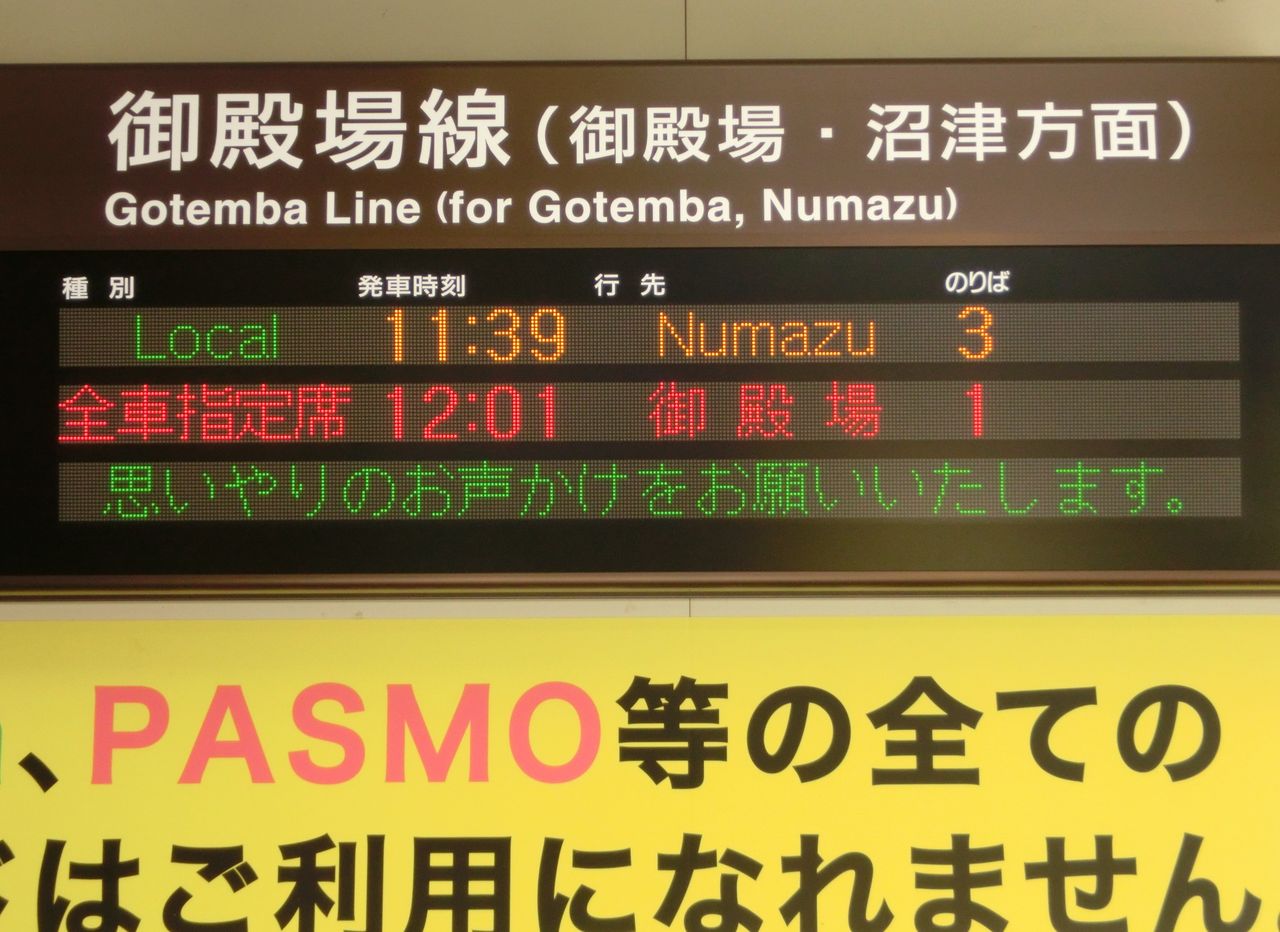 御殿場線（御殿場・沼津方面）
Gotemba Line (for Gotemba, Numazu)
種別 発車時刻 行先 のりば
Local 11:39 Numazu 3
全車指定席 12:01 御殿場 1
思いやりのお声かけをお願いいたします。
、PASMO等の全ての
はご利用になれません